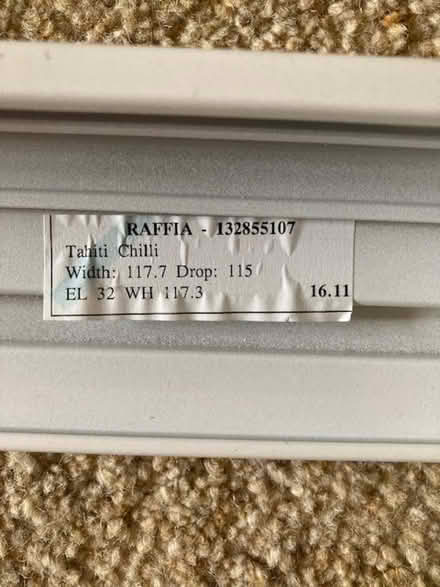 RAFFIA - 132855107
Tahiti Chilli
Width: 117.7 Drop: 115
EL 32 WH 117.3 16.11